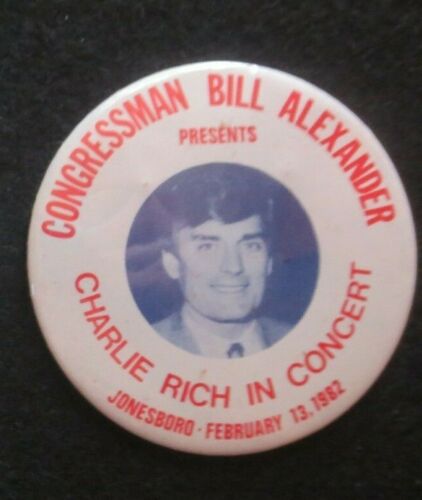 CONGRESSMAN BILL ALEXANDER
PRESENTS
CHARLIE RICH IN CONCERT
JONESBORO - FEBRUARY 13, 1982